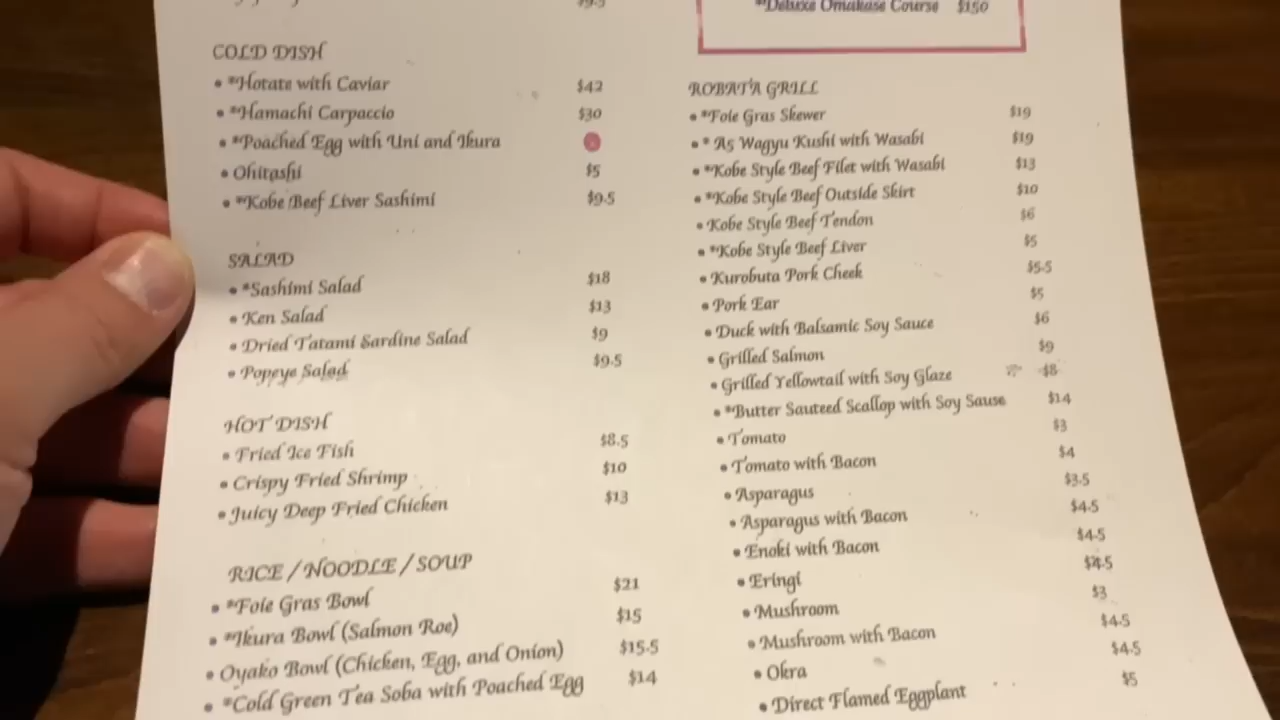 COLD DISH
• *Hotate with Caviar $42
• *Hamachi Carpaccio $30
• *Poached Egg with Uni and Ikura
• Ohitashi $5
• *Kobe Beef Liver Sashimi $9.5
SALAD
• *Sashimi Salad $18
• Ken Salad $13
• Dried Tatami Sardine Salad $9
• Popeye Salad $9.5
HOT DISH
• Fried Ice Fish $8.5
• Crispy Fried Shrimp $10
• Juicy Deep Fried Chicken $13
RICE / NOODLE / SOUP
• *Foie Gras Bowl $21
• *Ikura Bowl (Salmon Roe) $15
• Oyako Bowl (Chicken, Egg, and Onion) $15.5
• *Cold Green Tea Soba with Poached Egg $14
*Deluxe Omakase Course $150
ROBATA GRILL
• *Foie Gras Skewer $19
• * A5 Wagyu Kushi with Wasabi $19
• *Kobe Style Beef Filet with Wasabi $13
• *Kobe Style Beef Outside Skirt $10
• Kobe Style Beef Tendon $6
• *Kobe Style Beef Liver $5
• Kurobuta Pork Cheek $5.5
• Pork Ear $5
• Duck with Balsamic Soy Sauce $6
• Grilled Salmon $9
• Grilled Yellowtail with Soy Glaze $8
• *Butter Sauteed Scallop with Soy Sause $14
• Tomato $3
• Tomato with Bacon $4
• Asparagus $3.5
• Asparagus with Bacon $4.5
• Enoki with Bacon $4.5
• Eringi $4.5
• Mushroom $3
• Mushroom with Bacon $4.5
• Okra $4.5
• Direct Flamed Eggplant $5